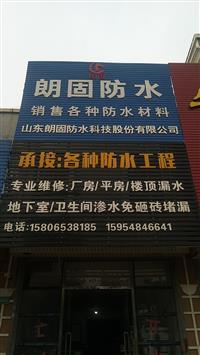 朗固防水
销售各种防水材料
山东朗固防水科技股份有限公司
承接:各种防水工程
专业维修:厂房/平房/楼顶漏水
地下室/卫生间渗水免砸砖堵漏
电话:15806538185 15954846641